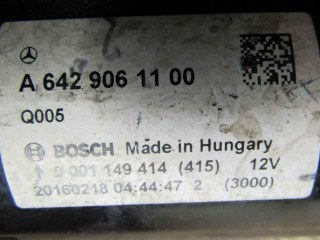 A 642 906 11 00
Q005
BOSCH Made in Hungary
0 001 149 414 (415) 12V
20160218 04:44:47 2 (3000)